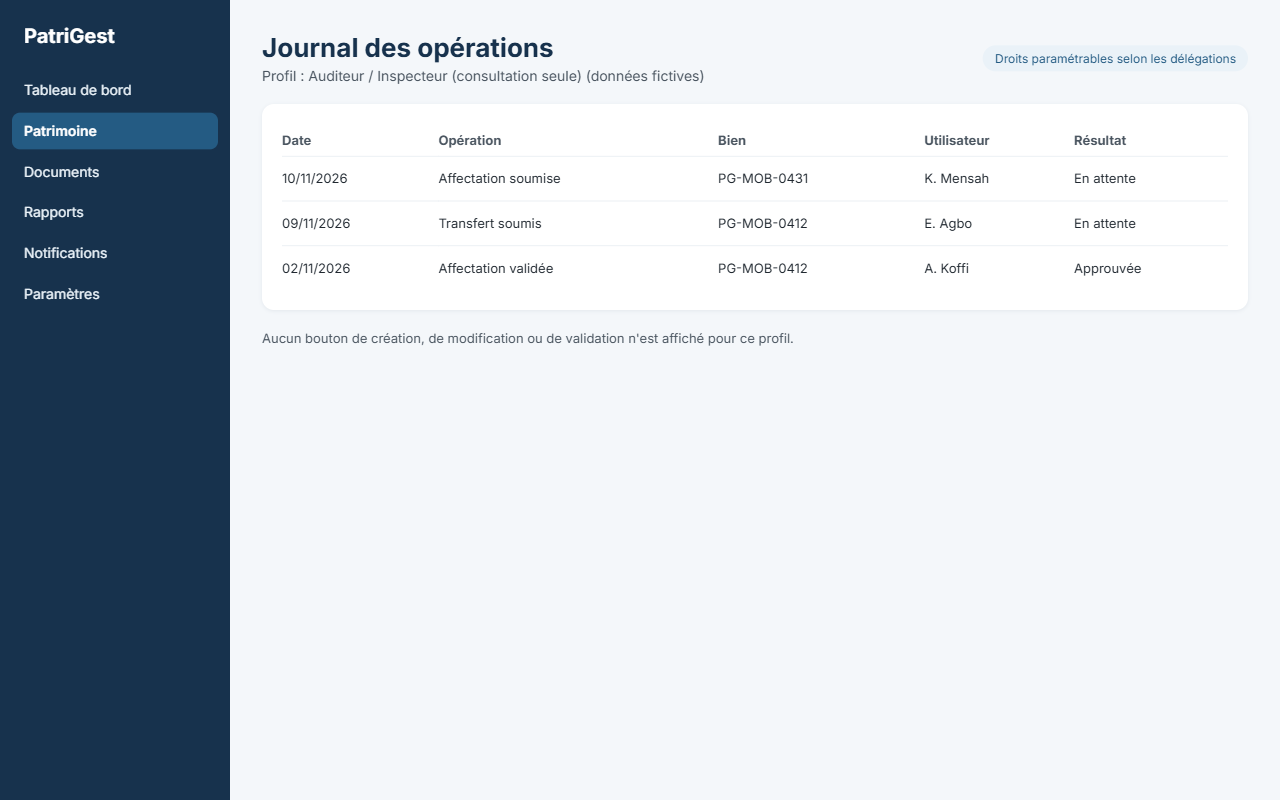 PatriGest
Tableau de bord
Patrimoine
Documents
Rapports
Notifications
Paramètres
Journal des opérations
Profil : Auditeur / Inspecteur (consultation seule) (données fictives)
Droits paramétrables selon les délégations
Date Opération Bien Utilisateur Résultat
10/11/2026 Affectation soumise PG-MOB-0431 K. Mensah En attente
09/11/2026 Transfert soumis PG-MOB-0412 E. Agbo En attente
02/11/2026 Affectation validée PG-MOB-0412 A. Koffi Approuvée
Aucun bouton de création, de modification ou de validation n'est affiché pour ce profil.